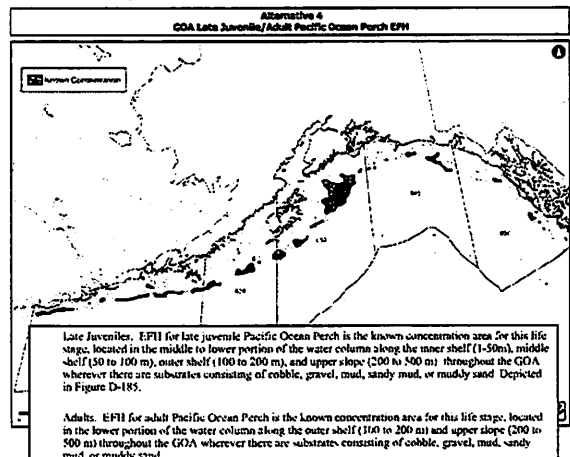 Alternative 4
GOA Late Juvenile/Adult Pacific Ocean Perch EFH
Known Concentration
Late Juveniles. EFH for late juvenile Pacific Ocean Perch is the known concentration area for this life
stage, located in the middle to lower portion of the water column along the inner shelf (1-50m), middle
shelf (50 to 100 m), outer shelf (100 to 200 m), and upper slope (200 to 500 m) throughout the GOA
wherever there are substrates consisting of cobble, gravel, mud, sandy mud, or muddy sand Depicted
in Figure D-185.
Adults. EFH for adult Pacific Ocean Perch is the known concentration area for this life stage, located
in the lower portion of the water column along the outer shelf (100 to 200 m) and upper slope (200 to
500 m) throughout the GOA wherever there are substrates consisting of cobble, gravel, mud, sandy
mud, or muddy sand